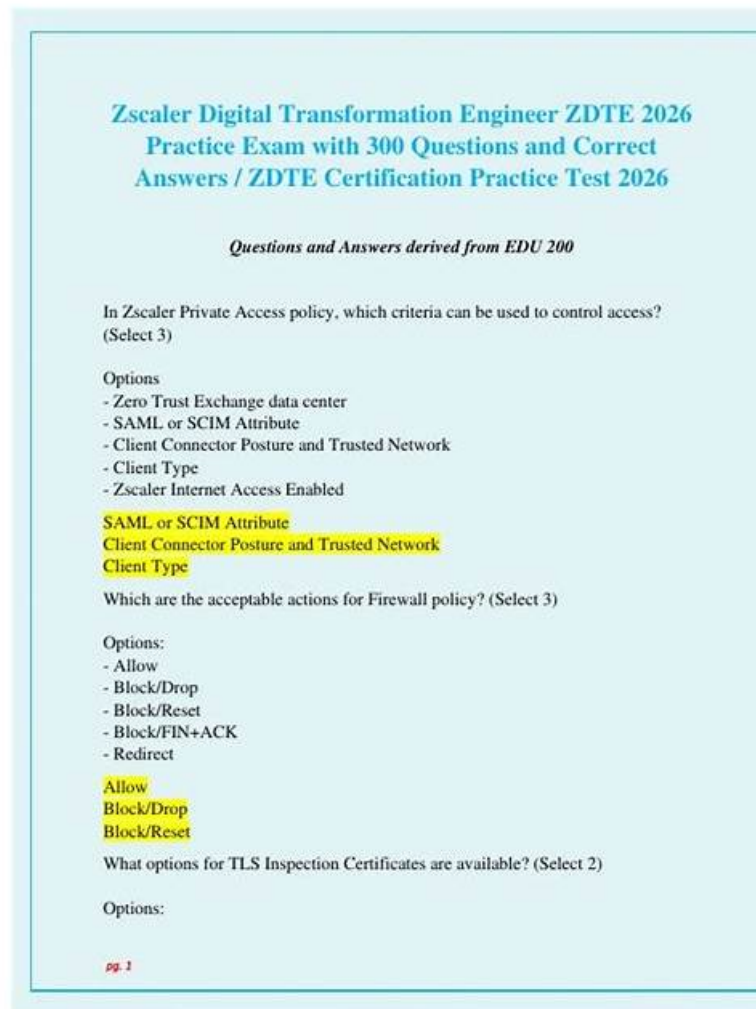 Zscaler Digital Transformation Engineer ZDTE 2026
Practice Exam with 300 Questions and Correct
Answers / ZDTE Certification Practice Test 2026
Questions and Answers derived from EDU 200
In Zscaler Private Access policy, which criteria can be used to control access?
(Select 3)
Options
- Zero Trust Exchange data center
- SAML or SCIM Attribute
- Client Connector Posture and Trusted Network
- Client Type
- Zscaler Internet Access Enabled
SAML or SCIM Attribute
Client Connector Posture and Trusted Network
Client Type
Which are the acceptable actions for Firewall policy? (Select 3)
Options:
- Allow
- Block/Drop
- Block/Reset
- Block/FIN+ACK
- Redirect
Allow
Block/Drop
Block/Reset
What options for TLS Inspection Certificates are available? (Select 2)
Options:
pg. 1